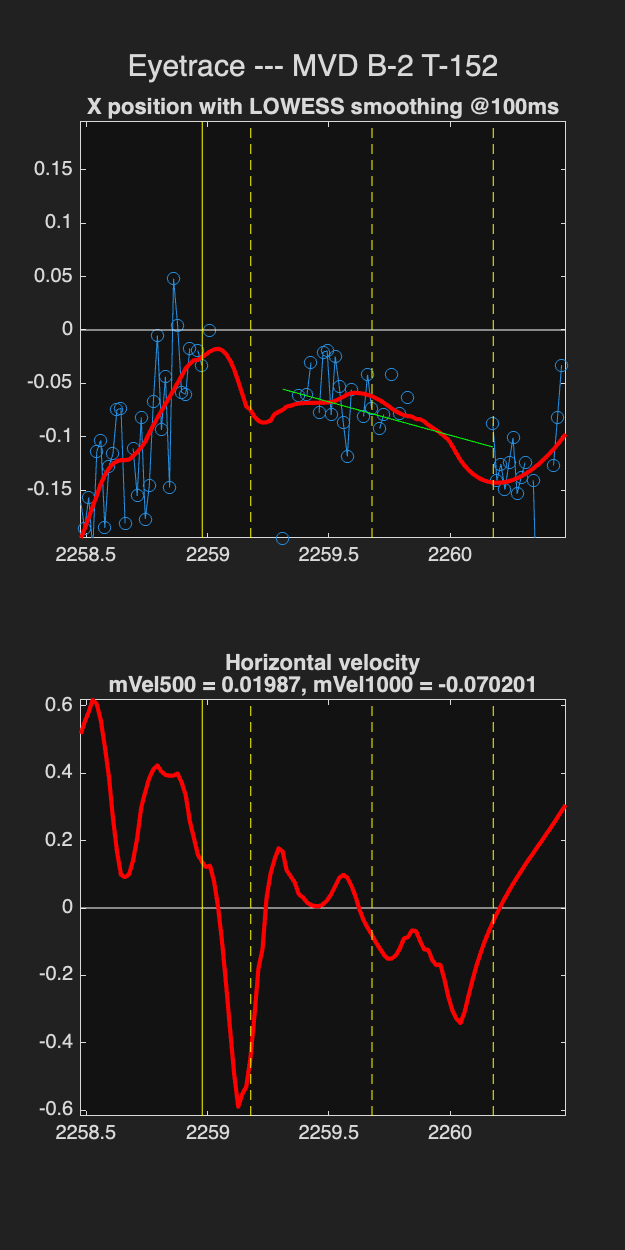 Eyetrace --- MVD B-2 T-152
X position with LOWESS smoothing @100ms
0.15
0.1
0.05
0
-0.05
-0.1
-0.15
2258.5 2259 2259.5 2260
Horizontal velocity
mVel500 = 0.01987, mVel1000 = -0.070201
0.6
0.4
0.2
0
-0.2
-0.4
-0.6
2258.5 2259 2259.5 2260